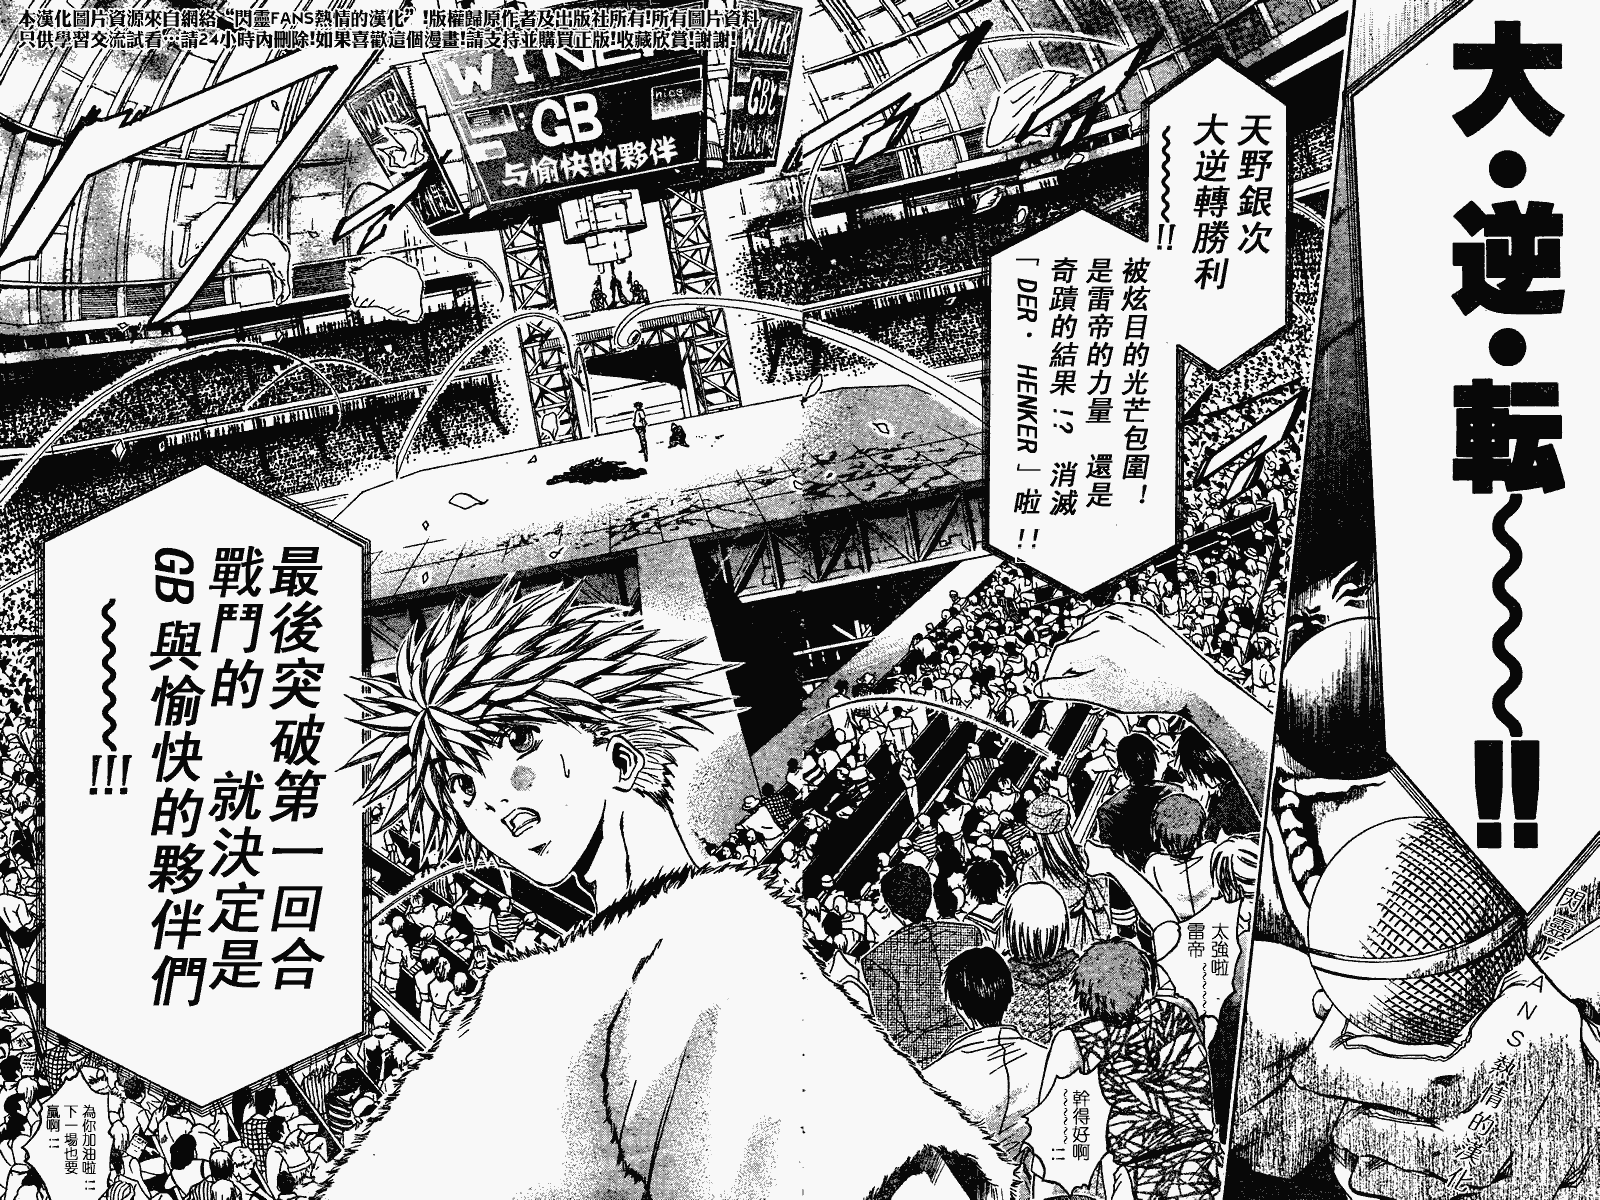 本漢化圖片資源來自網絡“閃靈FANS熱情的漢化”!版權歸原作者及出版社所有!所有圖片資料
只供學習交流試看…請24小時內刪除!如果喜歡這個漫畫!請支持並購買正版!收藏欣賞!謝謝!
大・逆・転〜〜!!
天野銀次
大逆轉勝利
〜〜!!
被炫目的光芒包圍!
是雷帝的力量 還是
奇蹟的結果!? 消滅
「DER・HENKER」啦!!
WINR
GBC
WINE
GB
与愉快的夥伴
nice
WINR
最後突破第一回合
戰鬥的 就決定是
GB與愉快的夥伴們
〜〜!!!
太強啦
雷帝〜〜
幹得好啊
〜〜!!
為你加油啦!!
下一場也要
贏啊!!
閃靈FANS熱情的漢化